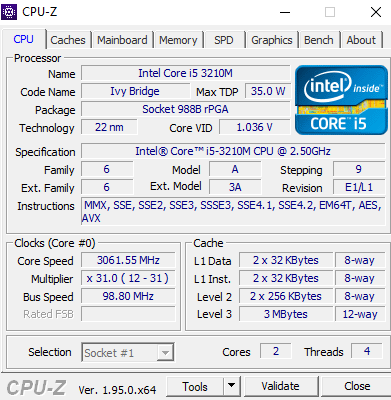 CPU-Z
CPU Caches Mainboard Memory SPD Graphics Bench About
Processor
Name Intel Core i5 3210M
Code Name Ivy Bridge Max TDP 35.0 W
Package Socket 988B rPGA
Technology 22 nm Core VID 1.036 V
intel inside™
CORE™ i5
Specification Intel® Core™ i5-3210M CPU @ 2.50GHz
Family 6 Model A Stepping 9
Ext. Family 6 Ext. Model 3A Revision E1/L1
Instructions MMX, SSE, SSE2, SSE3, SSSE3, SSE4.1, SSE4.2, EM64T, AES,
AVX
Clocks (Core #0) Cache
Core Speed 3061.55 MHz L1 Data 2 x 32 KBytes 8-way
Multiplier x 31.0 ( 12 - 31 ) L1 Inst. 2 x 32 KBytes 8-way
Bus Speed 98.80 MHz Level 2 2 x 256 KBytes 8-way
Rated FSB Level 3 3 MBytes 12-way
Selection Socket #1 Cores 2 Threads 4
CPU-Z Ver. 1.95.0.x64 Tools Validate Close